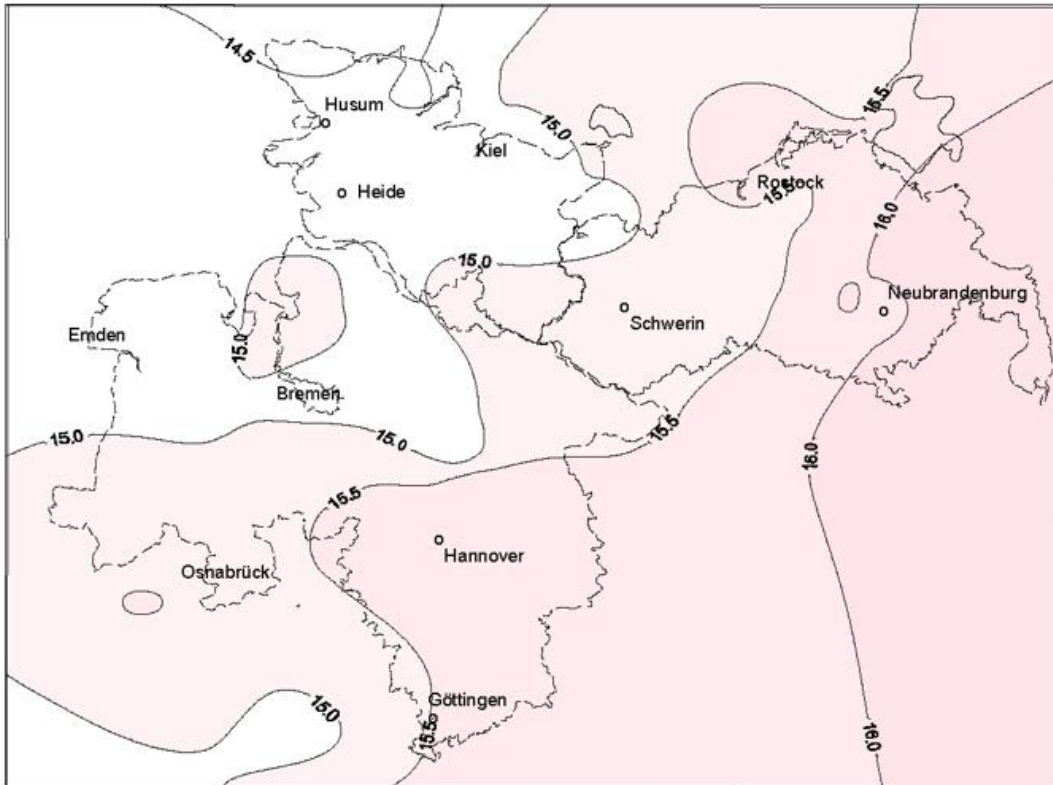 14.5
Husum
15.5
15.0
Kiel
Rostock
15.5
Heide
16.0
15.0
Neubrandenburg
Schwerin
Emden
15.0
Bremen
15.5
15.0
15.0
16.0
15.5
Hannover
Osnabrück
Göttingen
15.0
15.5
16.0